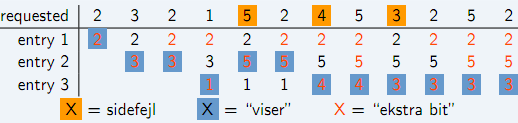 requested 2 3 2 1 5 2 4 5 3 2 5 2
entry 1 2 2 2 2 2 2 2 2 2 2 2 2
entry 2 3 3 3 5 5 5 5 5 5 5 5
entry 3 1 1 1 4 4 3 3 3 3
X = sidefejl X = "viser" X = "ekstra bit"